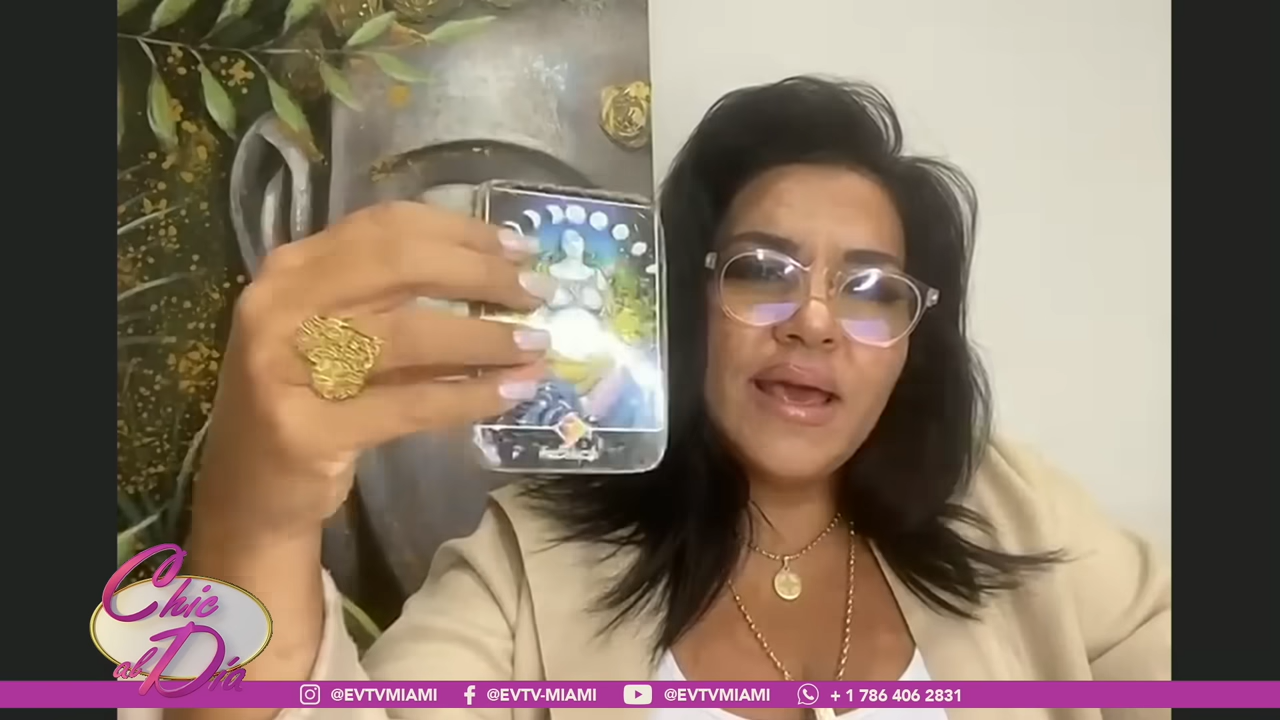 Chic
al Día
@EVTVMIAMI
@EVTV-MIAMI
@EVTVMIAMI
+ 1 786 406 2831